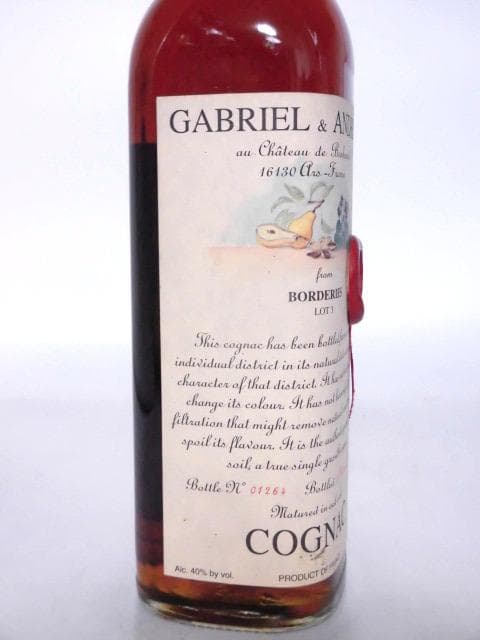 GABRIEL & AND
au Château de
16130 Ars-France
from
BORDERIES
LOT 3
This cognac has been bottled from
individual district in its natural
character of that district. It has
change its colour. It has not
filtration that might remove
spoil its flavour. It is the
soil, a true single
Bottle N° 01264 Bottled
Matured in
COGNAC
Alc. 40% by vol.
PRODUCT OF